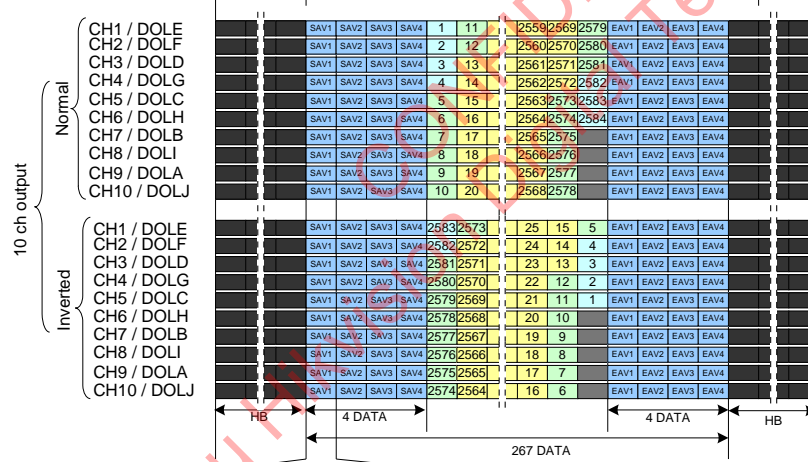 10 ch output
Normal
CH1 / DOLE SAV1 SAV2 SAV3 SAV4 1 11 2559 2569 2579 EAV1 EAV2 EAV3 EAV4
CH2 / DOLF SAV1 SAV2 SAV3 SAV4 2 12 2560 2570 2580 EAV1 EAV2 EAV3 EAV4
CH3 / DOLD SAV1 SAV2 SAV3 SAV4 3 13 2561 2571 2581 EAV1 EAV2 EAV3 EAV4
CH4 / DOLG SAV1 SAV2 SAV3 SAV4 4 14 2562 2572 2582 EAV1 EAV2 EAV3 EAV4
CH5 / DOLC SAV1 SAV2 SAV3 SAV4 5 15 2563 2573 2583 EAV1 EAV2 EAV3 EAV4
CH6 / DOLH SAV1 SAV2 SAV3 SAV4 6 16 2564 2574 2584 EAV1 EAV2 EAV3 EAV4
CH7 / DOLB SAV1 SAV2 SAV3 SAV4 7 17 2565 2575 EAV1 EAV2 EAV3 EAV4
CH8 / DOLI SAV1 SAV2 SAV3 SAV4 8 18 2566 2576 EAV1 EAV2 EAV3 EAV4
CH9 / DOLA SAV1 SAV2 SAV3 SAV4 9 19 2567 2577 EAV1 EAV2 EAV3 EAV4
CH10 / DOLJ SAV1 SAV2 SAV3 SAV4 10 20 2568 2578 EAV1 EAV2 EAV3 EAV4
Inverted
CH1 / DOLE SAV1 SAV2 SAV3 SAV4 2583 2573 25 15 5 EAV1 EAV2 EAV3 EAV4
CH2 / DOLF SAV1 SAV2 SAV3 SAV4 2582 2572 24 14 4 EAV1 EAV2 EAV3 EAV4
CH3 / DOLD SAV1 SAV2 SAV3 SAV4 2581 2571 23 13 3 EAV1 EAV2 EAV3 EAV4
CH4 / DOLG SAV1 SAV2 SAV3 SAV4 2580 2570 22 12 2 EAV1 EAV2 EAV3 EAV4
CH5 / DOLC SAV1 SAV2 SAV3 SAV4 2579 2569 21 11 1 EAV1 EAV2 EAV3 EAV4
CH6 / DOLH SAV1 SAV2 SAV3 SAV4 2578 2568 20 10 EAV1 EAV2 EAV3 EAV4
CH7 / DOLB SAV1 SAV2 SAV3 SAV4 2577 2567 19 9 EAV1 EAV2 EAV3 EAV4
CH8 / DOLI SAV1 SAV2 SAV3 SAV4 2576 2566 18 8 EAV1 EAV2 EAV3 EAV4
CH9 / DOLA SAV1 SAV2 SAV3 SAV4 2575 2565 17 7 EAV1 EAV2 EAV3 EAV4
CH10 / DOLJ SAV1 SAV2 SAV3 SAV4 2574 2564 16 6 EAV1 EAV2 EAV3 EAV4
HB 4 DATA 4 DATA HB
267 DATA
CONFID
u Hikvision Digital Te